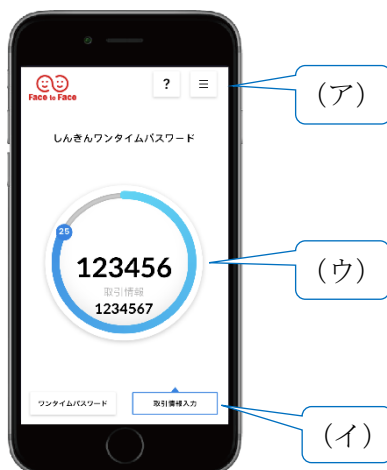 Face to Face
?
(ア)
しんきんワンタイムパスワード
25
123456
取引情報
1234567
(ウ)
ワンタイムパスワード
取引情報入力
(イ)